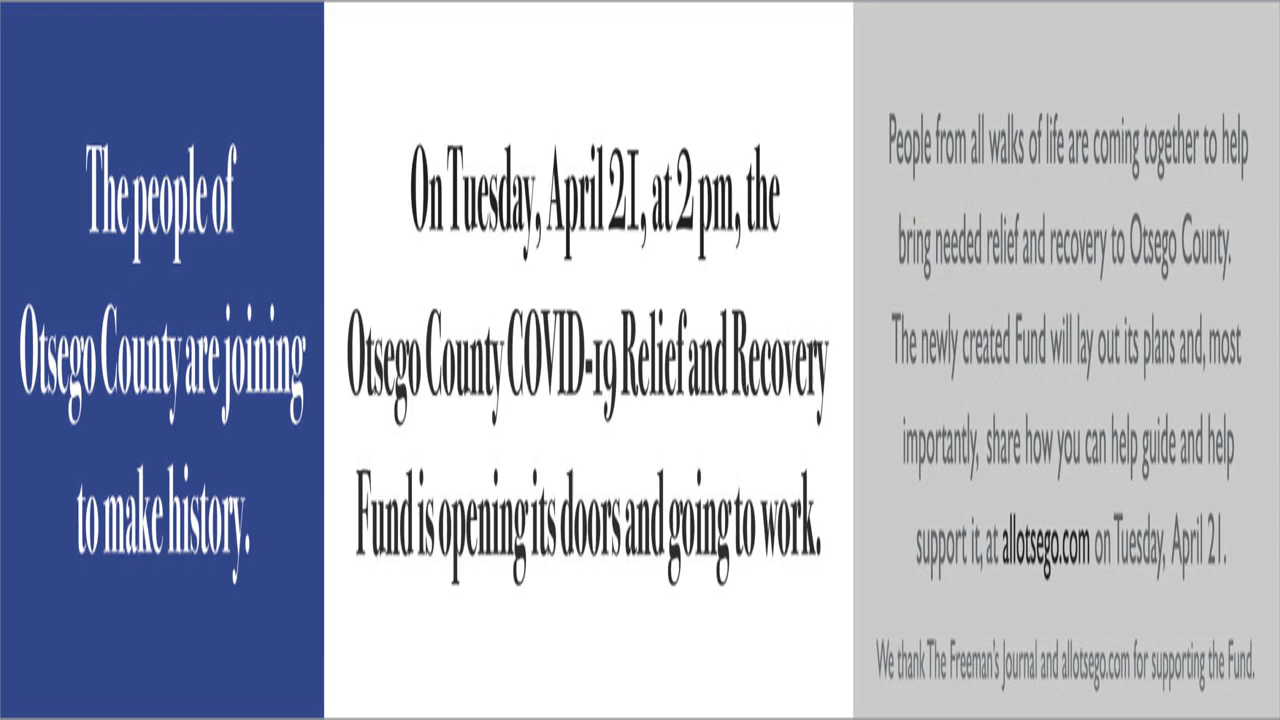 The people of
Otsego County are joining
to make history.
On Tuesday, April 21, at 2 pm, the
Otsego County COVID-19 Relief and Recovery
Fund is opening its doors and going to work.
People from all walks of life are coming together to help
bring needed relief and recovery to Otsego County.
The newly created Fund will lay out its plans and, most
importantly, share how you can help guide and help
support it, at allotsego.com on Tuesday, April 21.
We thank The Freeman's Journal and allotsego.com for supporting the Fund.